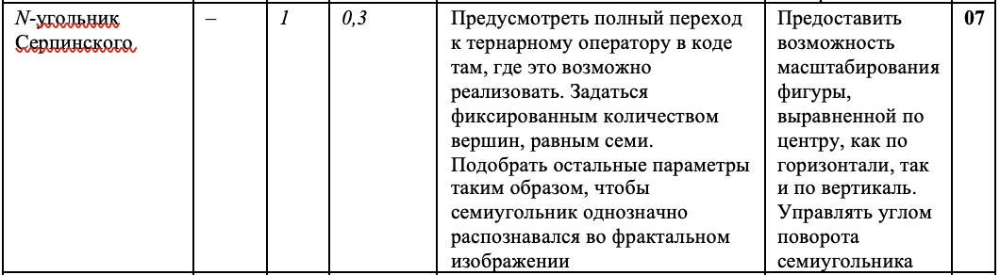 N-угольник
Серпинского
–
1
0,3
Предусмотреть полный переход
к тернарному оператору в коде
там, где это возможно
реализовать. Задаться
фиксированным количеством
вершин, равным семи.
Подобрать остальные параметры
таким образом, чтобы
семиугольник однозначно
распознавался во фрактальном
изображении
Предоставить
возможность
масштабирования
фигуры,
выравненной по
центру, как по
горизонтали, так
и по вертикаль.
Управлять углом
поворота
семиугольника
07